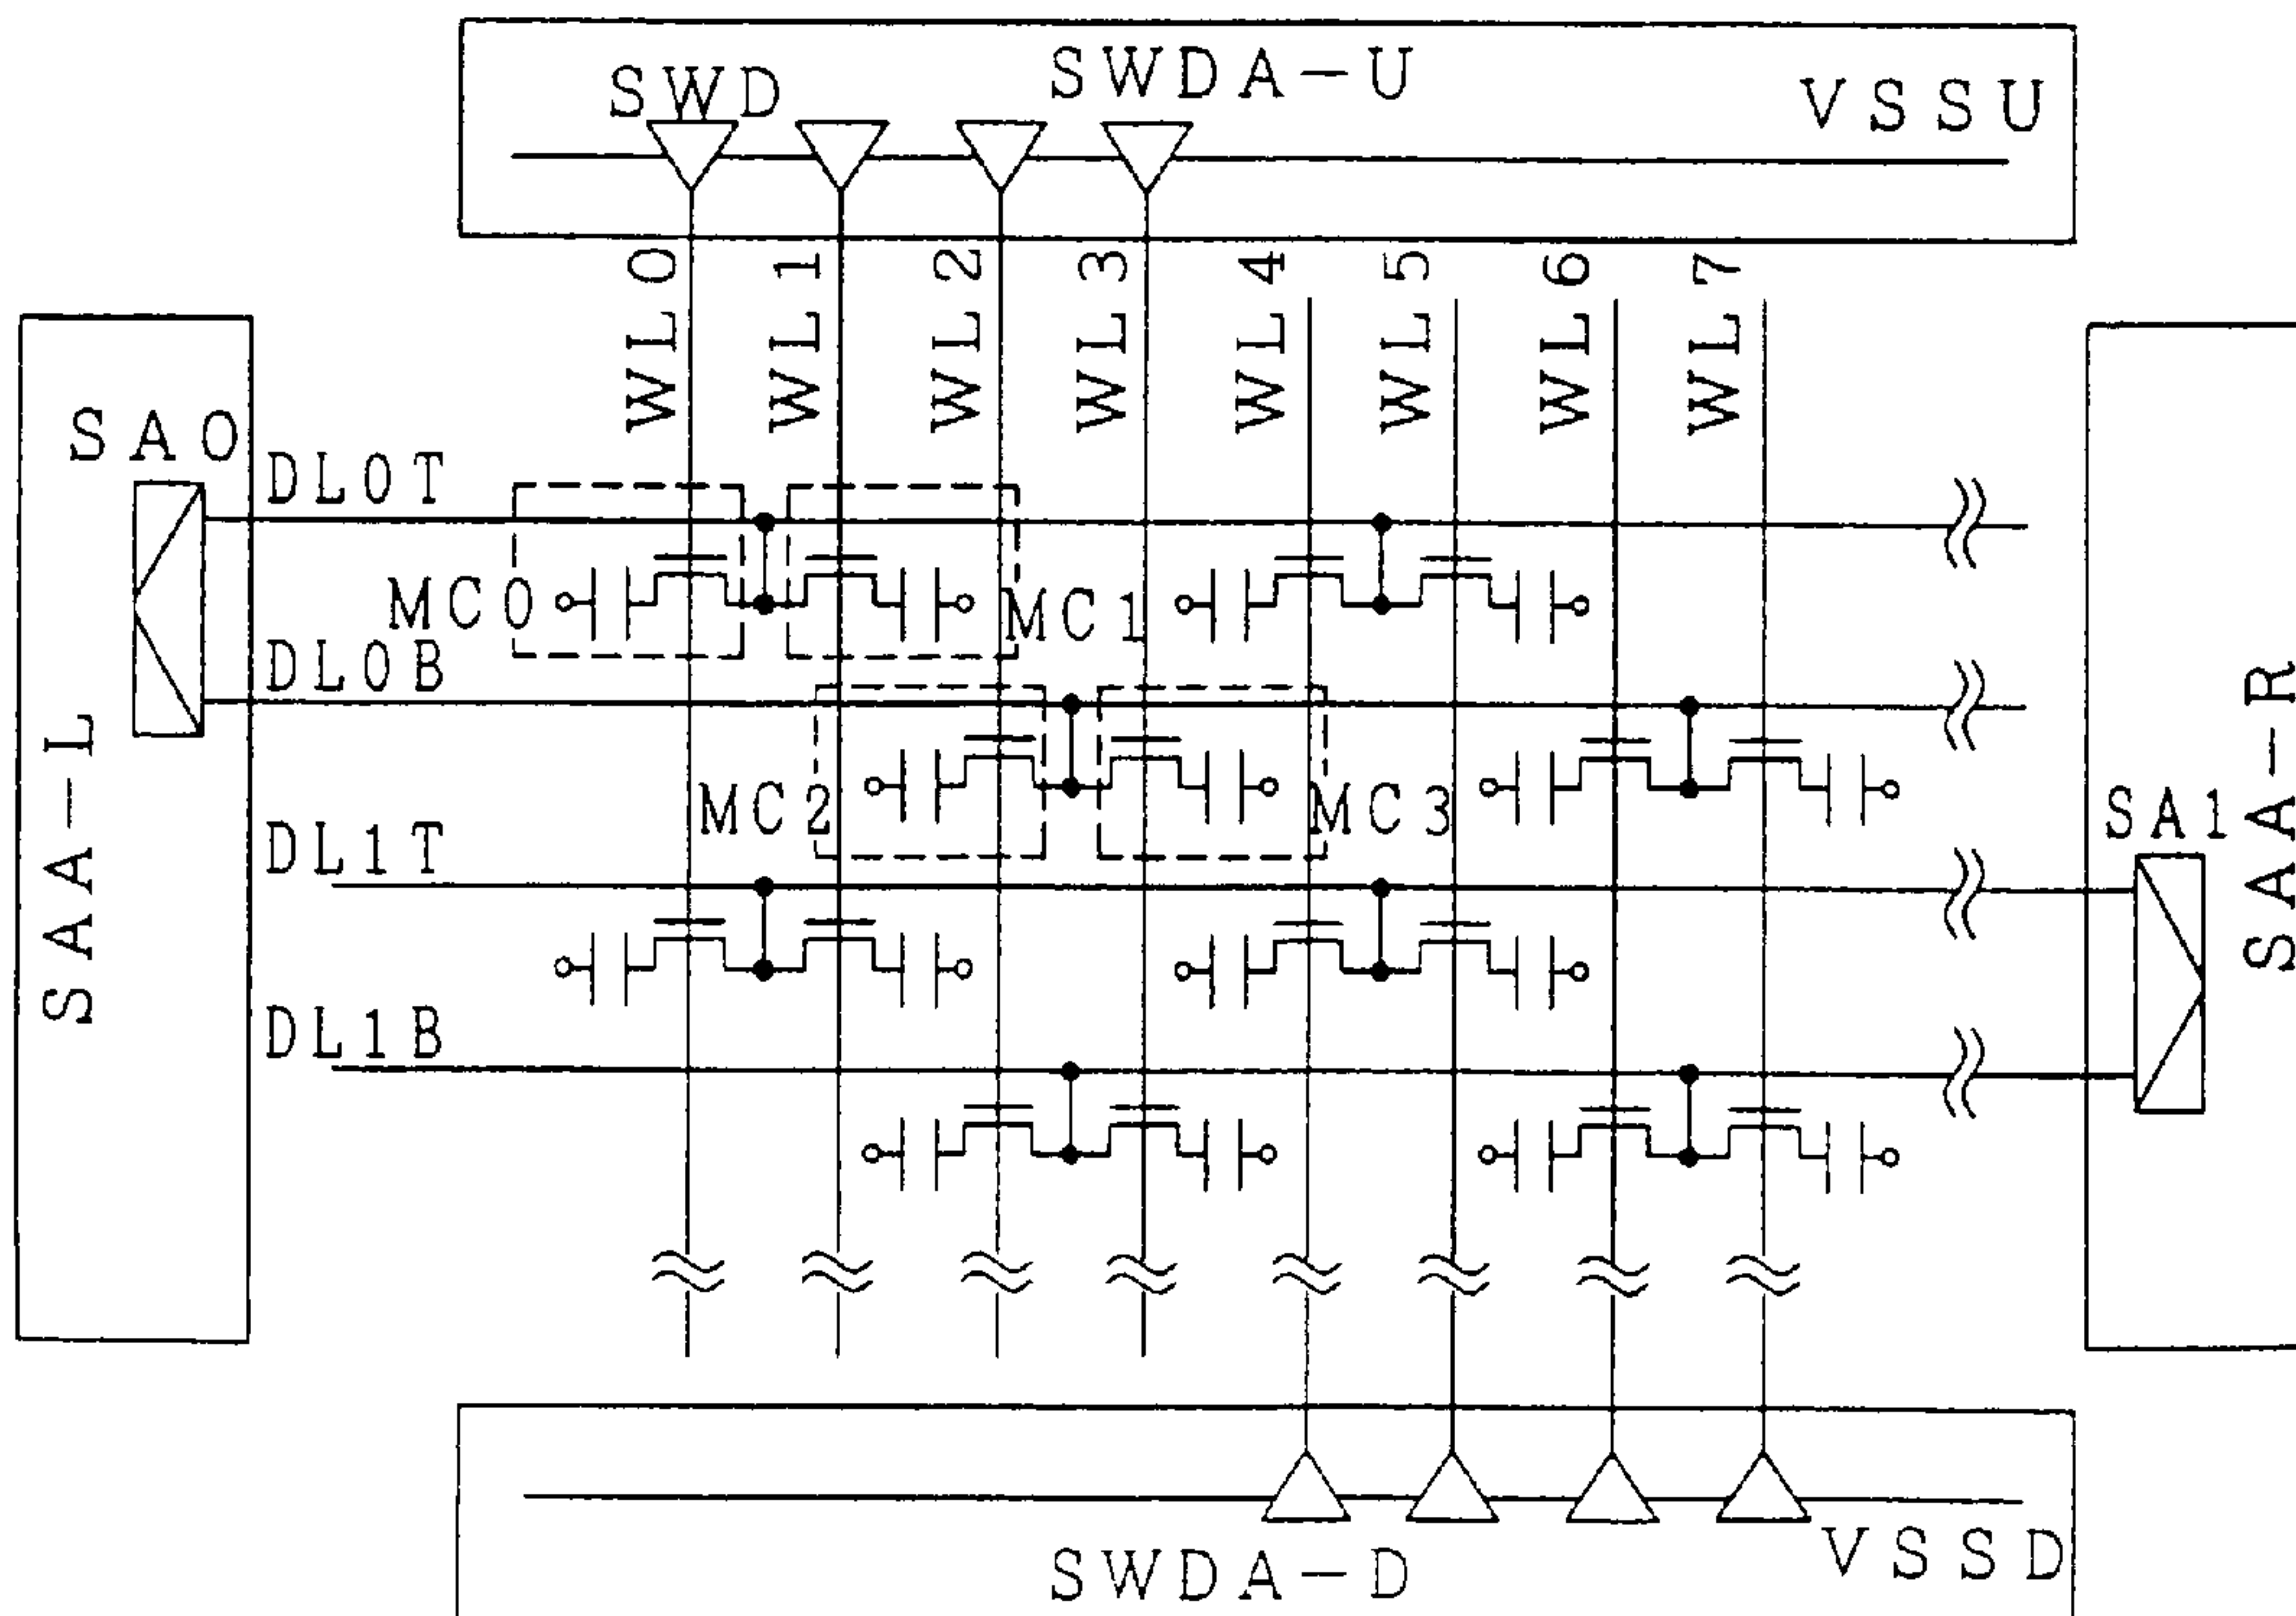 SWD
SWDA-U
VSSU
WL0
WL1
WL2
WL3
WL4
WL5
WL6
WL7
SA0
DL0T
MC0
MC1
DL0B
SAA-L
SAA-R
MC2
MC3
SA1
DL1T
DL1B
SWDA-D
VSSD